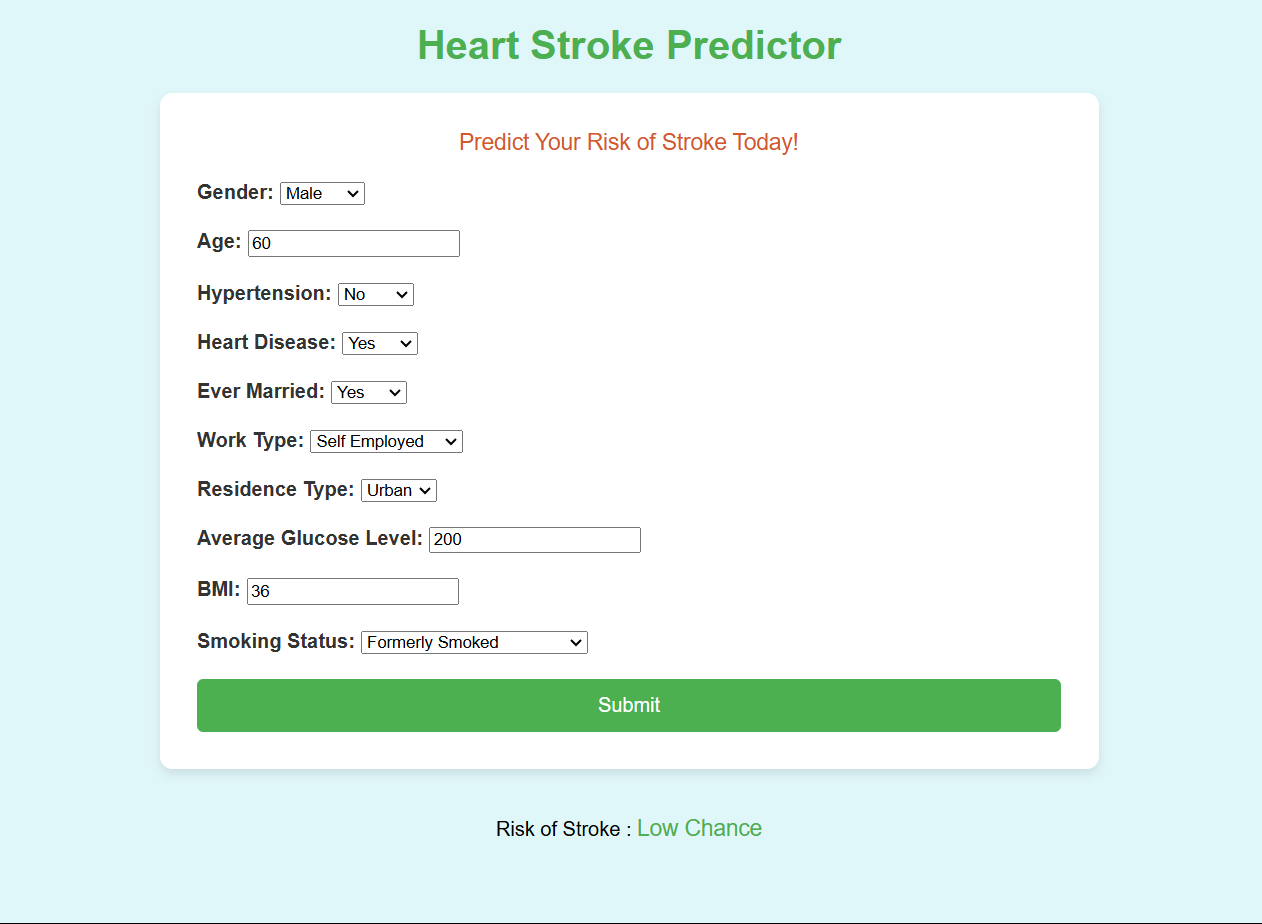 Heart Stroke Predictor
Predict Your Risk of Stroke Today!
Gender: Male
Age: 60
Hypertension: No
Heart Disease: Yes
Ever Married: Yes
Work Type: Self Employed
Residence Type: Urban
Average Glucose Level: 200
BMI: 36
Smoking Status: Formerly Smoked
Submit
Risk of Stroke : Low Chance